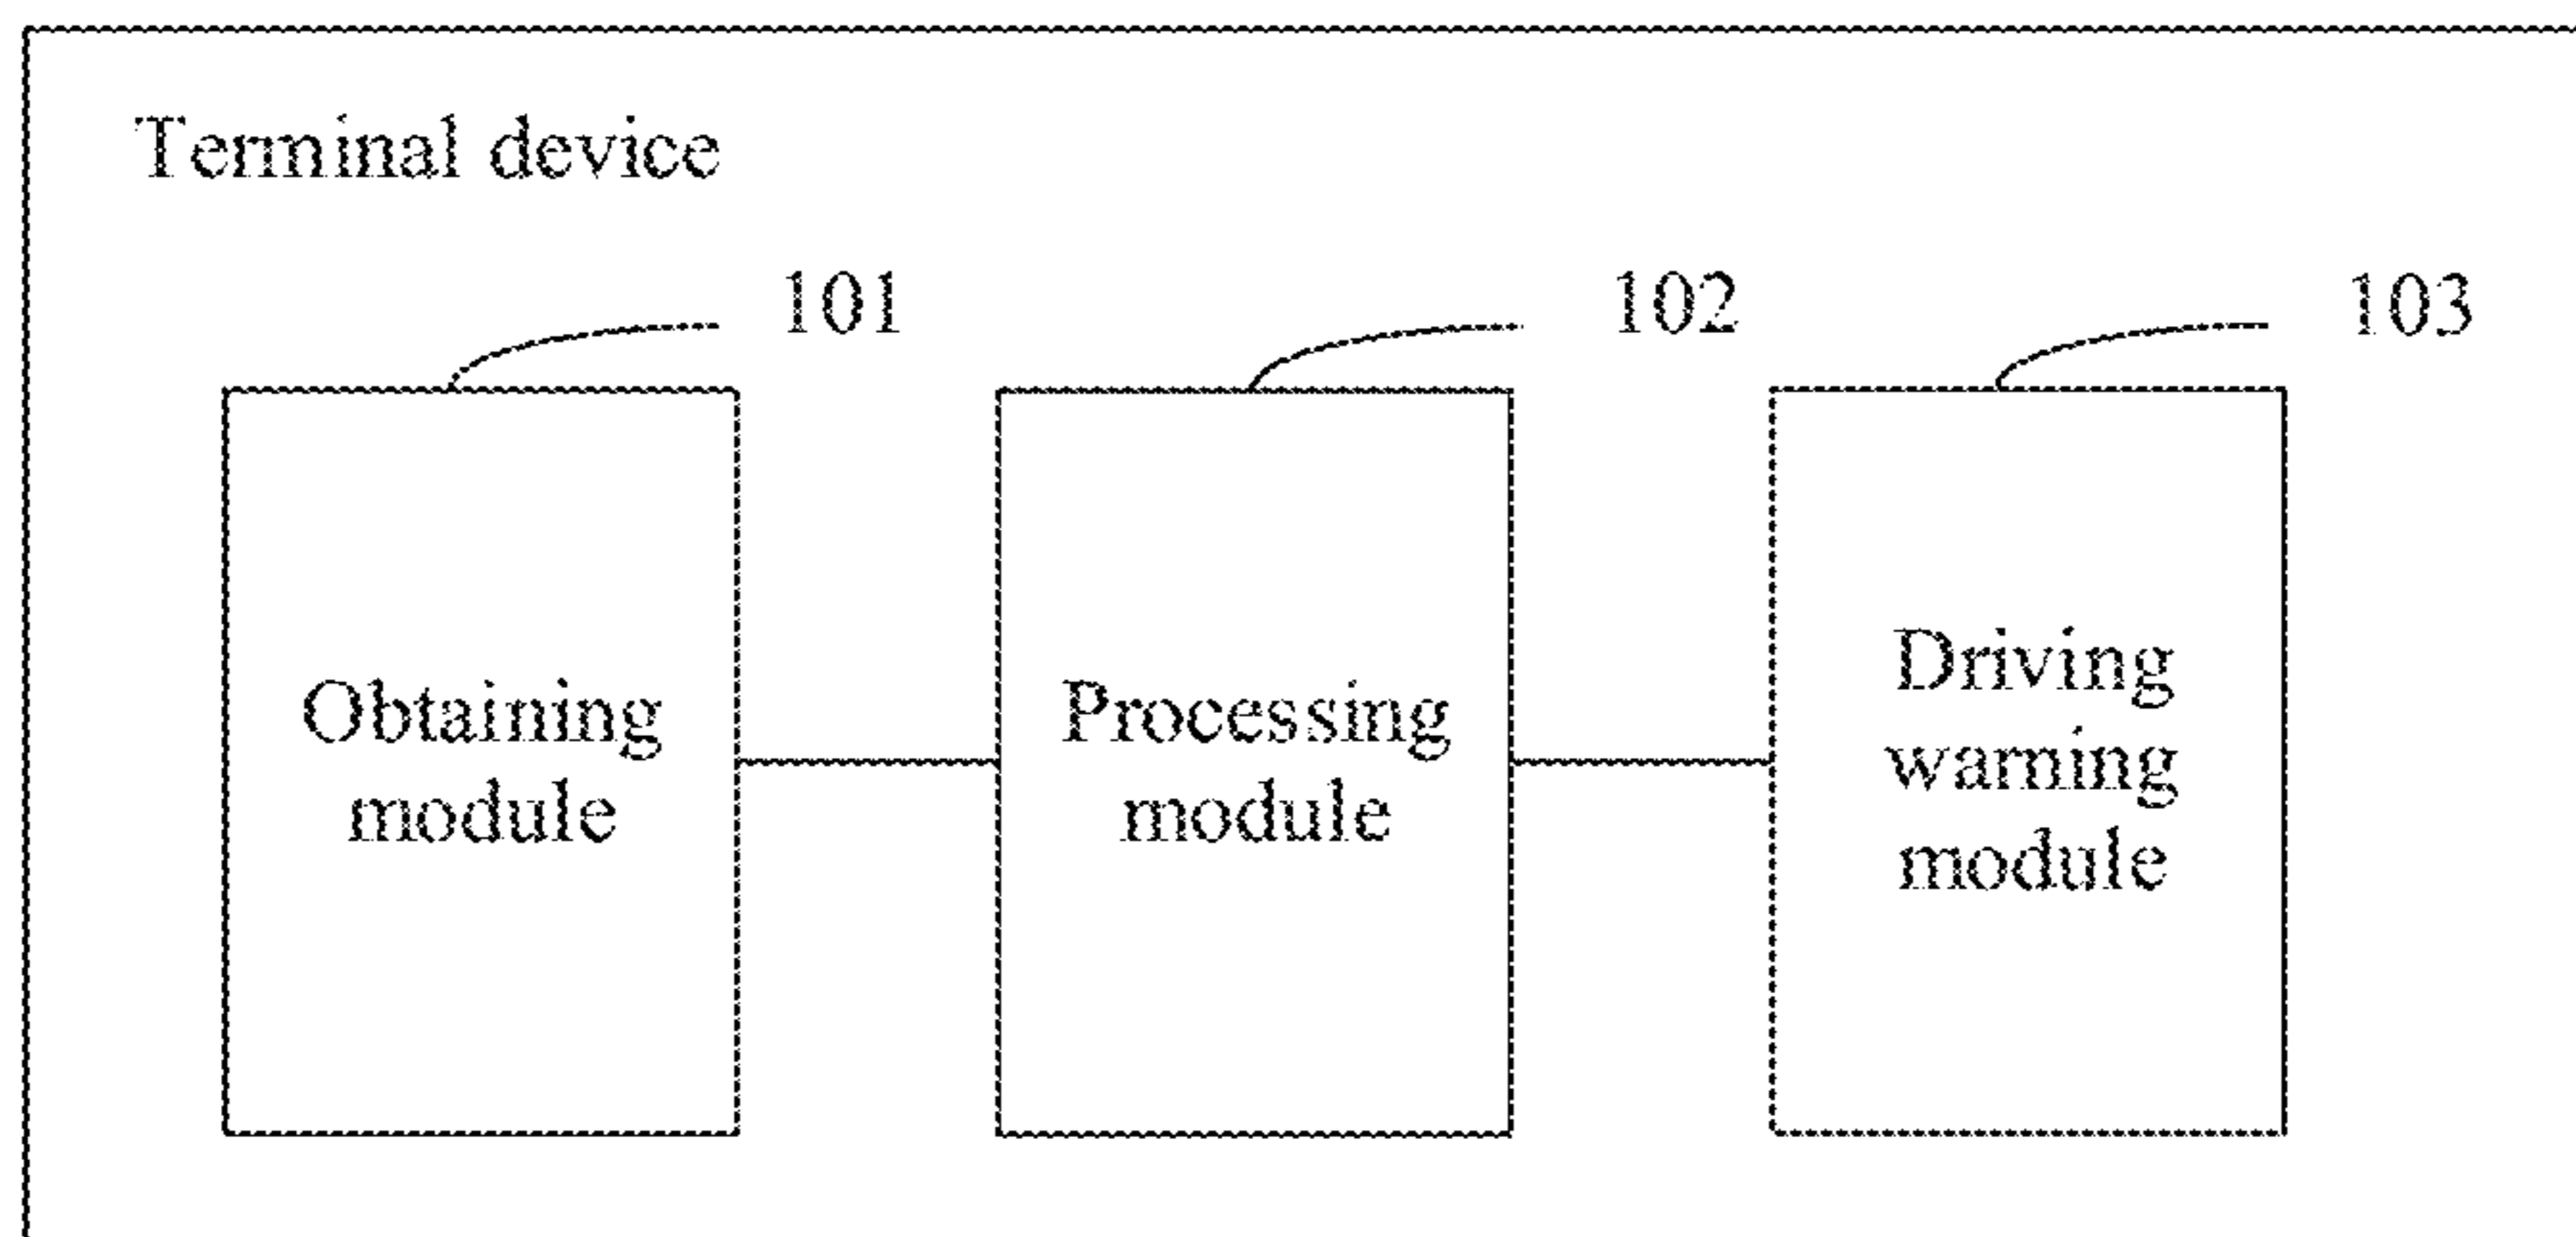 Terminal device
101
102
103
Obtaining
module
Processing
module
Driving
warning
module